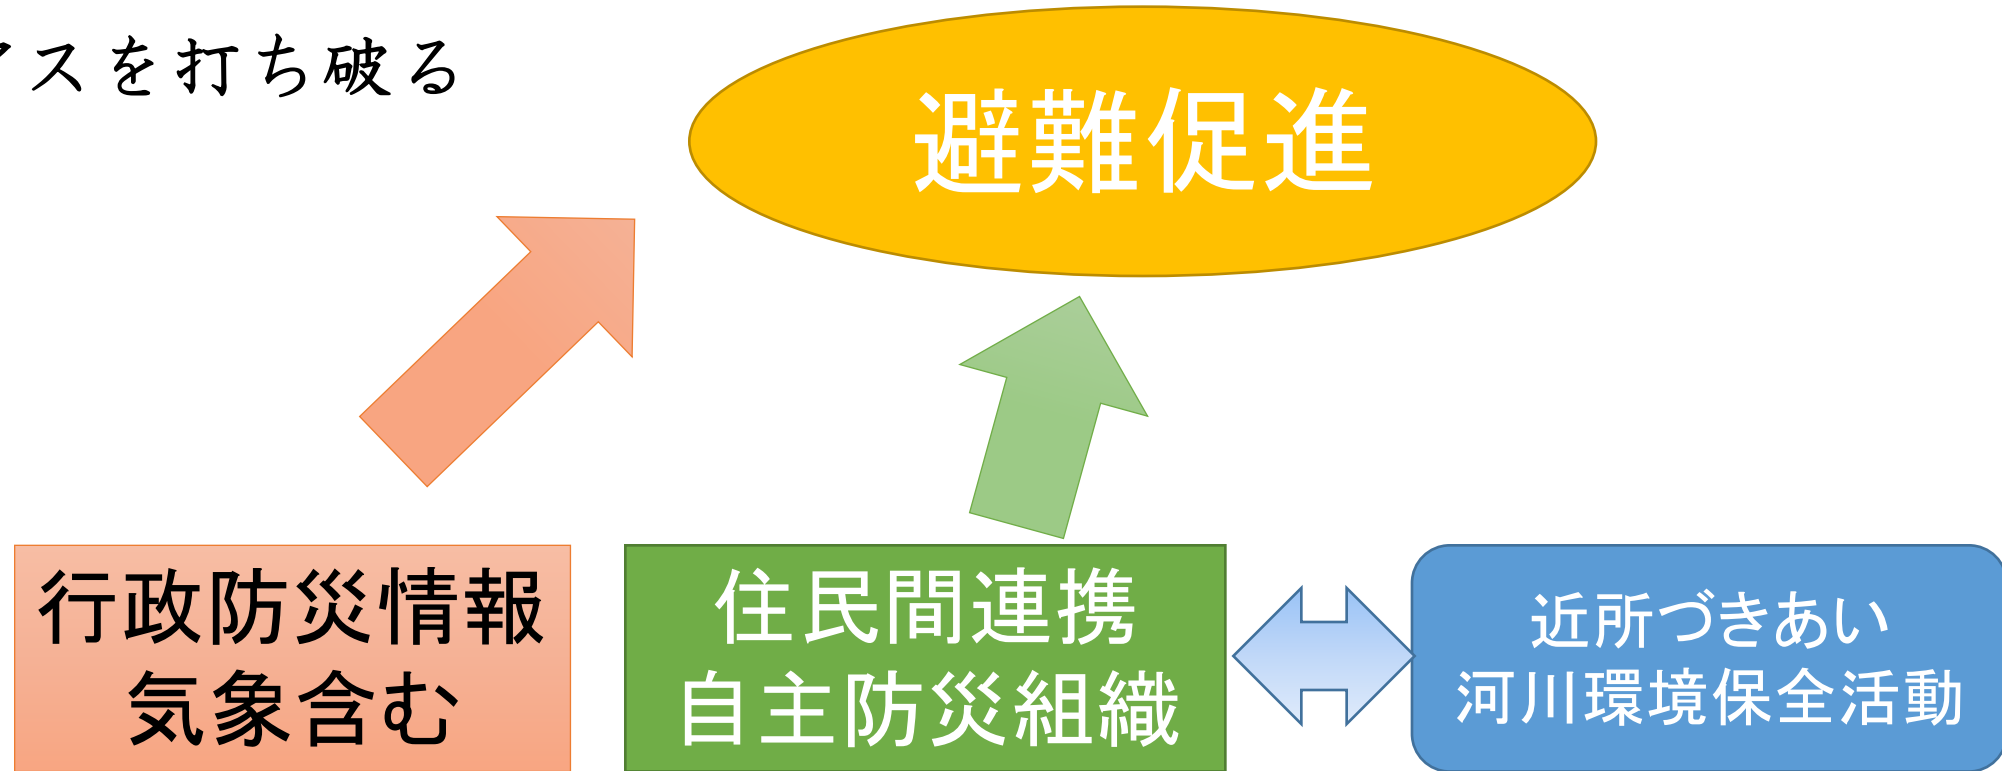 スを打ち破る
避難促進
行政防災情報
気象含む
住民間連携
自主防災組織
近所づきあい
河川環境保全活動